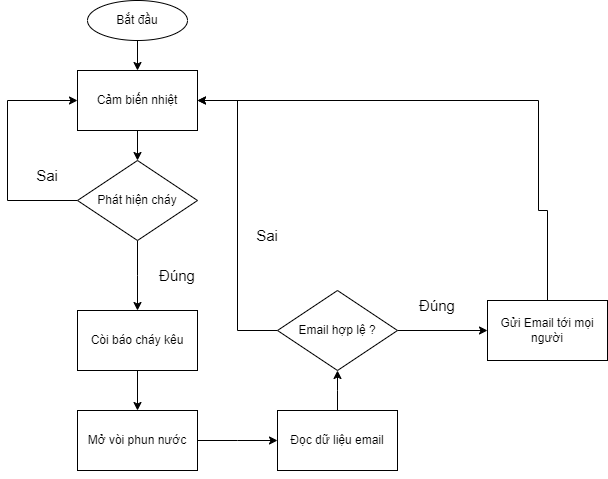 Bắt đầu
Cảm biến nhiệt
Sai
Phát hiện cháy
Đúng
Còi báo cháy kêu
Mở vòi phun nước
Đọc dữ liệu email
Email hợp lệ ?
Sai
Đúng
Gửi Email tới mọi
người